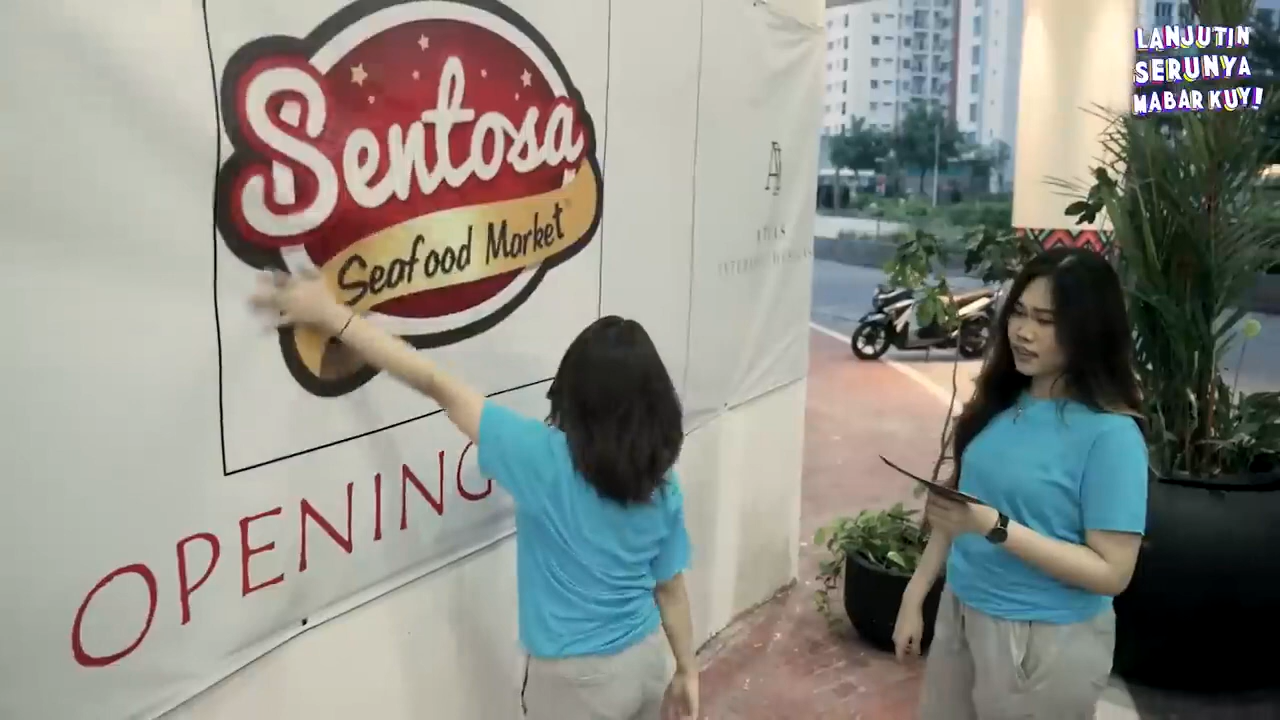 Sentosa
Seafood Market
OPENING
LANJUTIN
SERUNYA
MABAR KUY!